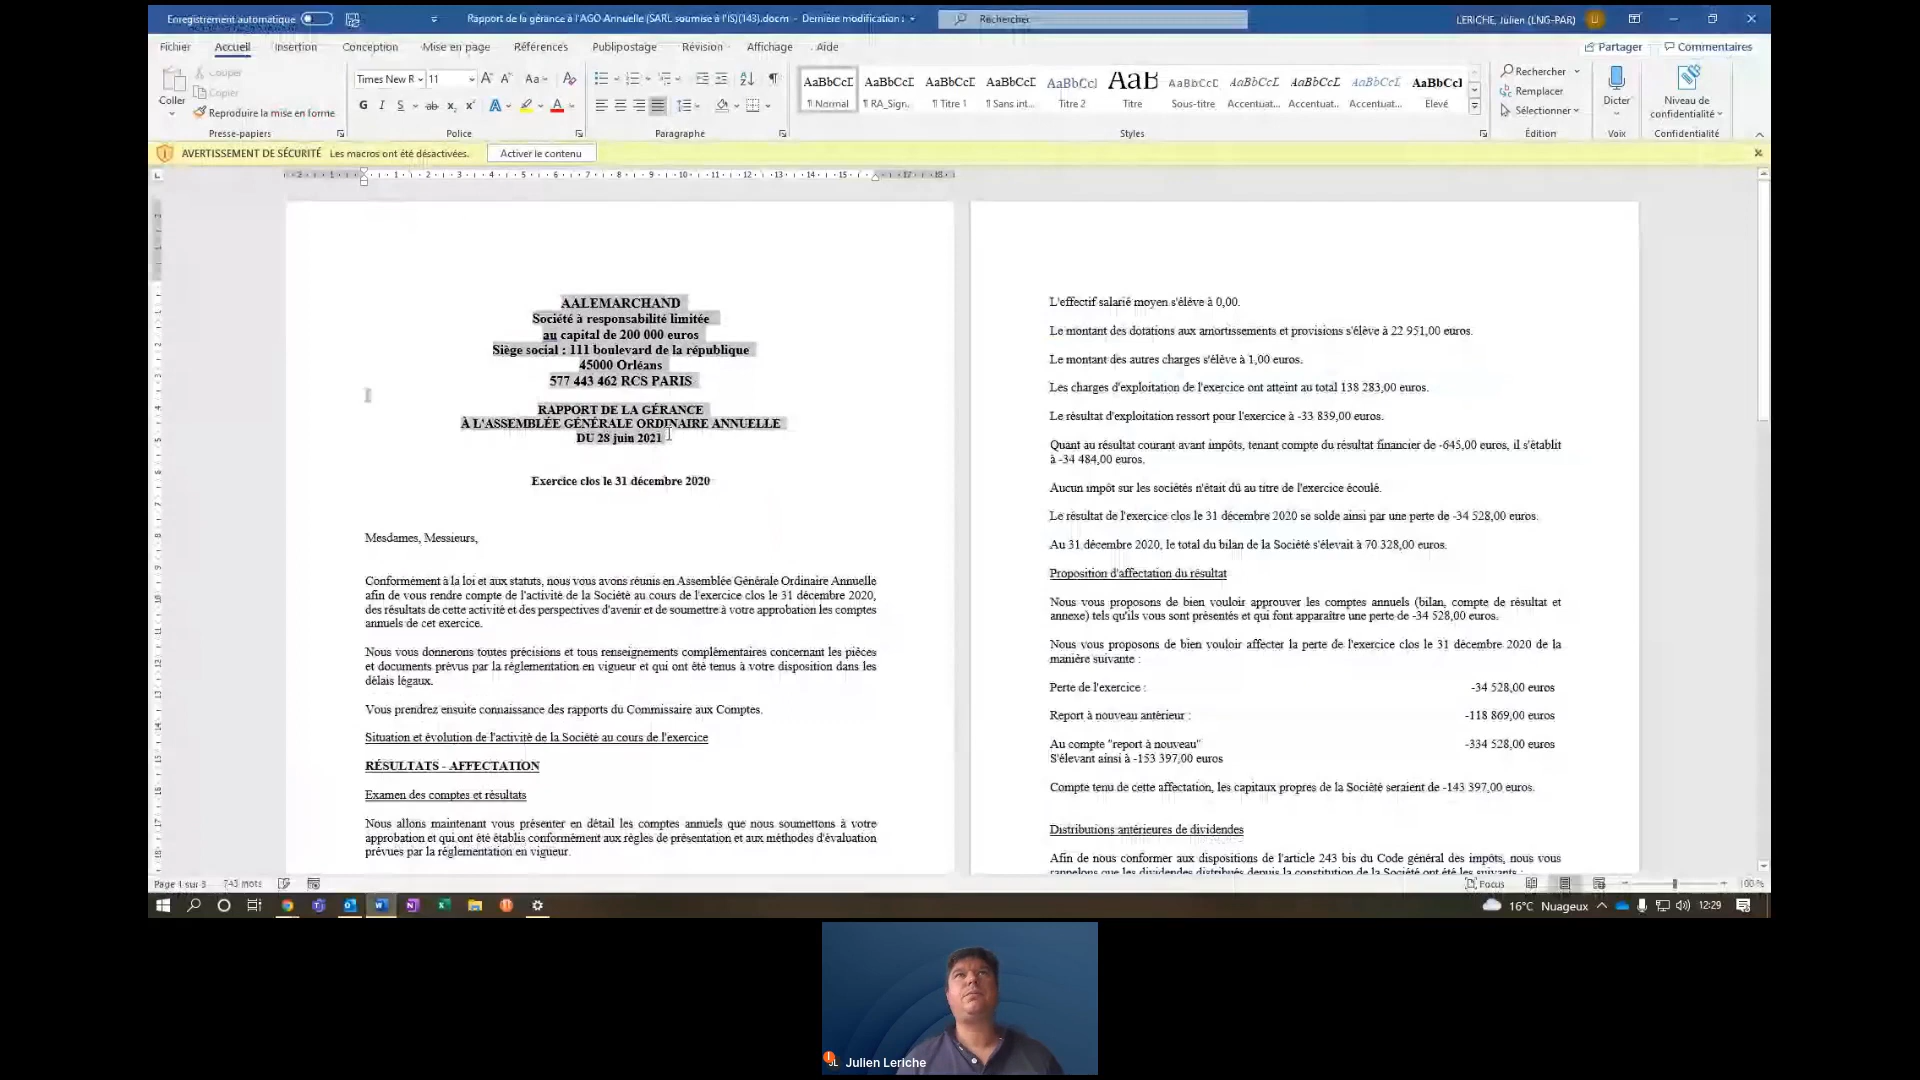 Enregistrement automatique
Rapport de la gérance à l'AGO Annuelle (SARL soumise à l'IS)(143).docm - Dernière modification :
Rechercher
LERICHE, Julien (LNG-PAR)
Fichier Accueil Insertion Conception Mise en page Références Publipostage Révision Affichage Aide
Partager Commentaires
Coller
Couper
Copier
Reproduire la mise en forme
Presse-papiers
Times New R 11
G I S ab x₂ x²
Police
Paragraphe
AaBbCcD AaBbCcD AaBbCcD AaBbCcD AaBbCcI AaB AaBbCcD AaBbCcD AaBbCcD AaBbCcD AaBbCcI
¶ Normal ¶ RA_Sign... ¶ Titre 1 ¶ Sans int... Titre 2 Titre Sous-titre Accentuat... Accentuat... Accentuat... Élevé
Styles
Rechercher
Remplacer
Sélectionner
Édition
Dicter
Voix
Niveau de
confidentialité
Confidentialité
AVERTISSEMENT DE SÉCURITÉ Les macros ont été désactivées. Activer le contenu
AALEMARCHAND
Société à responsabilité limitée
au capital de 200 000 euros
Siège social : 111 boulevard de la république
45000 Orléans
577 443 462 RCS PARIS
RAPPORT DE LA GÉRANCE
À L'ASSEMBLÉE GÉNÉRALE ORDINAIRE ANNUELLE
DU 28 juin 2021
Exercice clos le 31 décembre 2020
Mesdames, Messieurs,
Conformément à la loi et aux statuts, nous vous avons réunis en Assemblée Générale Ordinaire Annuelle
afin de vous rendre compte de l'activité de la Société au cours de l'exercice clos le 31 décembre 2020,
des résultats de cette activité et des perspectives d'avenir et de soumettre à votre approbation les comptes
annuels de cet exercice.
Nous vous donnerons toutes précisions et tous renseignements complémentaires concernant les pièces
et documents prévus par la réglementation en vigueur et qui ont été tenus à votre disposition dans les
délais légaux.
Vous prendrez ensuite connaissance des rapports du Commissaire aux Comptes.
Situation et évolution de l'activité de la Société au cours de l'exercice
RÉSULTATS - AFFECTATION
Examen des comptes et résultats
Nous allons maintenant vous présenter en détail les comptes annuels que nous soumettons à votre
approbation et qui ont été établis conformément aux règles de présentation et aux méthodes d'évaluation
prévues par la réglementation en vigueur.
L'effectif salarié moyen s'élève à 0,00.
Le montant des dotations aux amortissements et provisions s'élève à 22 951,00 euros.
Le montant des autres charges s'élève à 1,00 euros.
Les charges d'exploitation de l'exercice ont atteint au total 138 283,00 euros.
Le résultat d'exploitation ressort pour l'exercice à -33 839,00 euros.
Quant au résultat courant avant impôts, tenant compte du résultat financier de -645,00 euros, il s'établit
à -34 484,00 euros.
Aucun impôt sur les sociétés n'était dû au titre de l'exercice écoulé.
Le résultat de l'exercice clos le 31 décembre 2020 se solde ainsi par une perte de -34 528,00 euros.
Au 31 décembre 2020, le total du bilan de la Société s'élevait à 70 328,00 euros.
Proposition d'affectation du résultat
Nous vous proposons de bien vouloir approuver les comptes annuels (bilan, compte de résultat et
annexe) tels qu'ils vous sont présentés et qui font apparaître une perte de -34 528,00 euros.
Nous vous proposons de bien vouloir affecter la perte de l'exercice clos le 31 décembre 2020 de la
manière suivante :
Perte de l'exercice : -34 528,00 euros
Report à nouveau antérieur : -118 869,00 euros
Au compte "report à nouveau" -334 528,00 euros
S'élevant ainsi à -153 397,00 euros
Compte tenu de cette affectation, les capitaux propres de la Société seraient de -143 397,00 euros.
Distributions antérieures de dividendes
Afin de nous conformer aux dispositions de l'article 243 bis du Code général des impôts, nous vous
rappelons que les dividendes distribués depuis la constitution de la Société ont été les suivants :
Page 1 sur 3 743 mots
Focus
100 %
16°C Nuageux 12:29
Julien Leriche